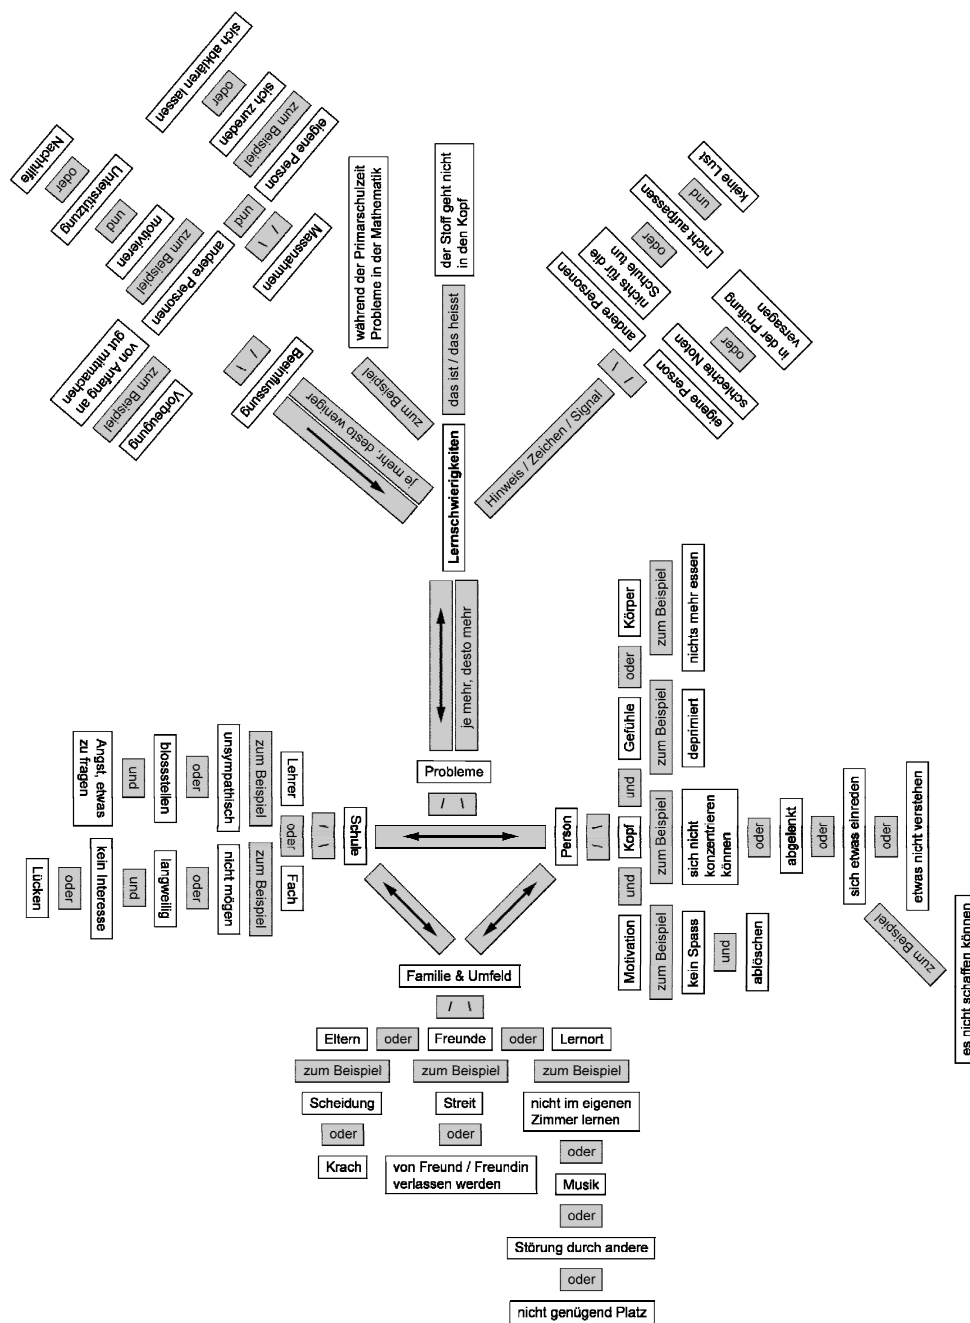 sich abklären lassen
oder
sich zureden
zum Beispiel
eigene Person
und
/ \
Massnahmen
Nachhilfe
oder
Unterstützung
und
motivieren
zum Beispiel
andere Personen
von Anfang an
gut mitmachen
zum Beispiel
Vorbeugung
/ \
Beeinflussung
je mehr, desto weniger
während der Primarschulzeit
Probleme in der Mathematik
zum Beispiel
der Stoff geht nicht
in den Kopf
das ist / das heisst
Lernschwierigkeiten
keine Lust
und
nicht aufpassen
oder
nichts für die
Schule tun
andere Personen
in der Prüfung
versagen
oder
schlechte Noten
eigene Person
/ \
Hinweis / Zeichen / Signal
je mehr, desto mehr
Probleme
/ \
Schule
/ \
Lehrer
oder
Fach
zum Beispiel
unsympathisch
oder
blossstellen
und
Angst, etwas
zu fragen
zum Beispiel
nicht mögen
oder
langweilig
und
kein Interesse
oder
Lücken
Person
/ \
Motivation
und
Kopf
und
Gefühle
oder
Körper
zum Beispiel
kein Spass
und
ablöschen
zum Beispiel
sich nicht
konzentrieren
können
oder
abgelenkt
oder
sich etwas einreden
oder
etwas nicht verstehen
zum Beispiel
es nicht schaffen können
zum Beispiel
deprimiert
zum Beispiel
nichts mehr essen
Familie & Umfeld
/ \
Eltern
oder
Freunde
oder
Lernort
zum Beispiel
Scheidung
oder
Krach
zum Beispiel
Streit
oder
von Freund / Freundin
verlassen werden
zum Beispiel
nicht im eigenen
Zimmer lernen
oder
Musik
oder
Störung durch andere
oder
nicht genügend Platz